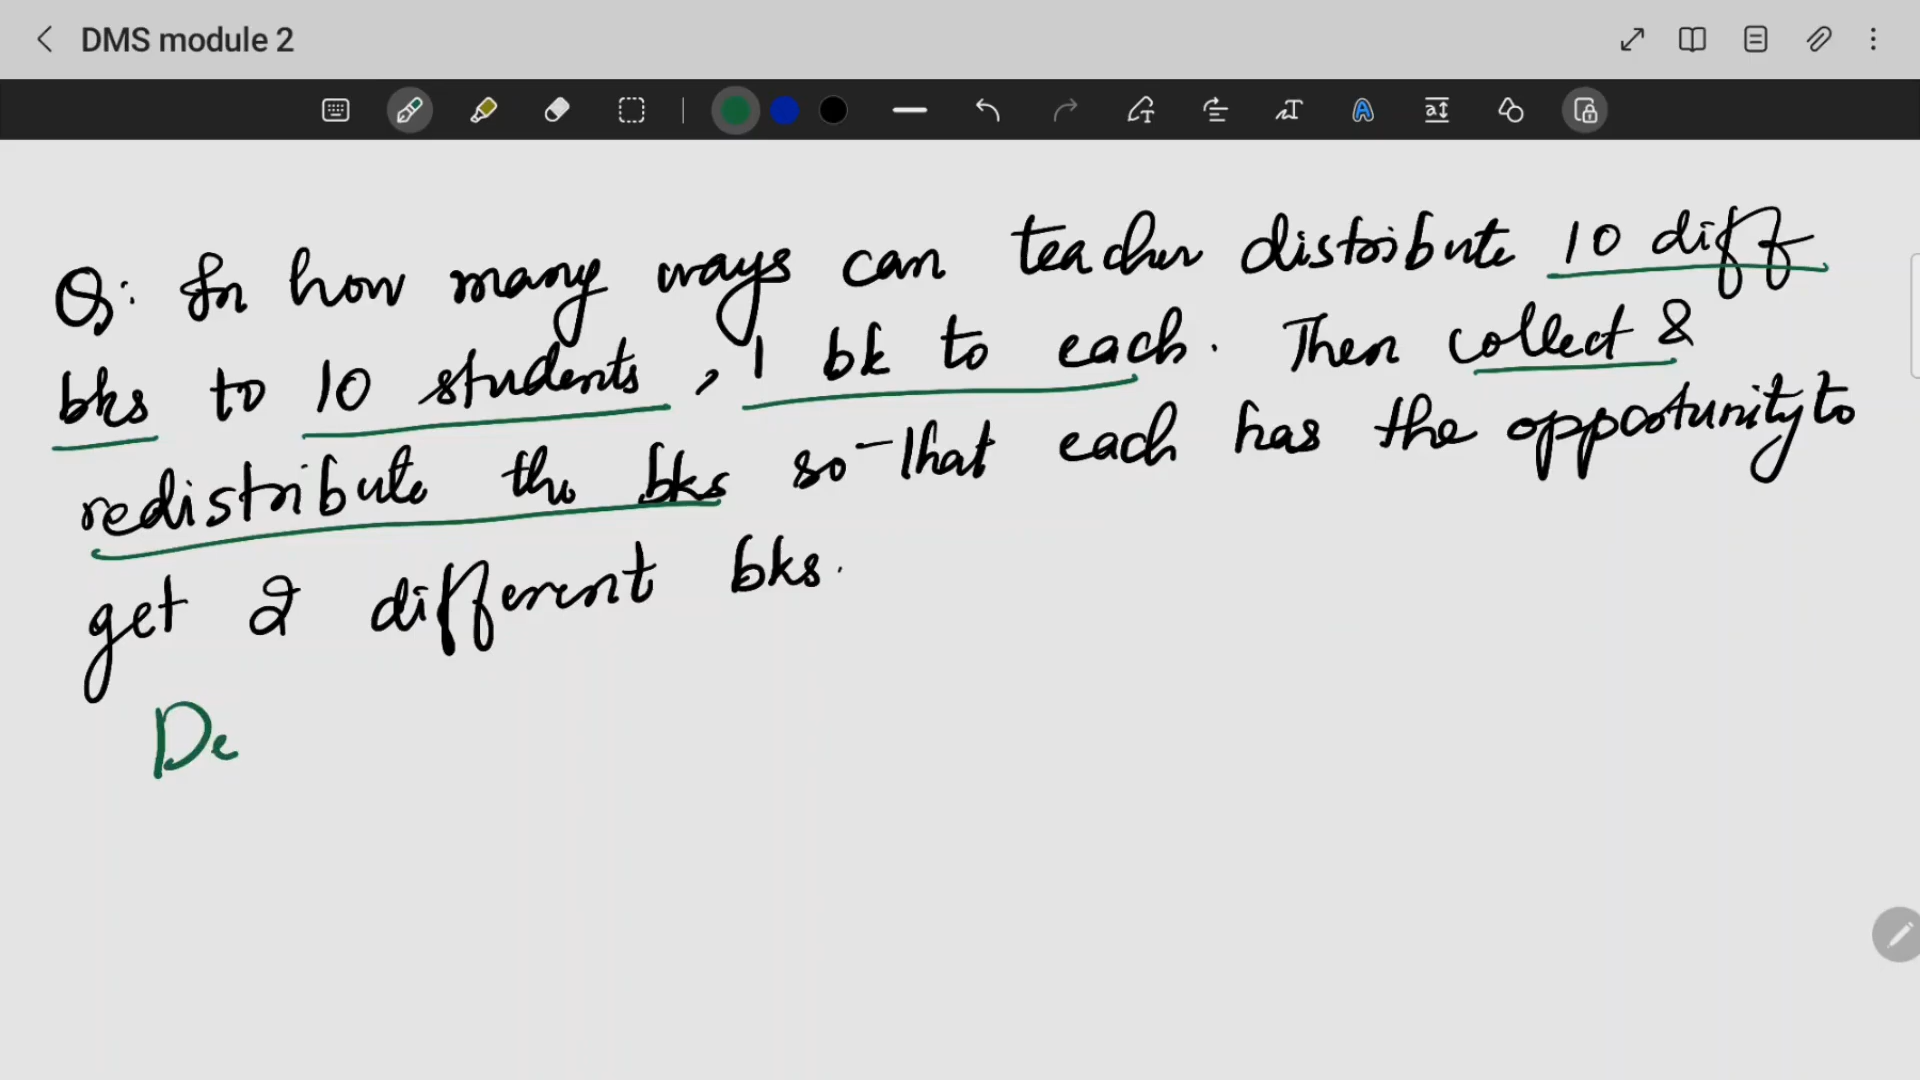 DMS module 2
Q: In how many ways can teacher distribute 10 diff
bks to 10 students, 1 bk to each. Then collect &
redistribute the bks so that each has the opportunity to
get 2 different bks.
De